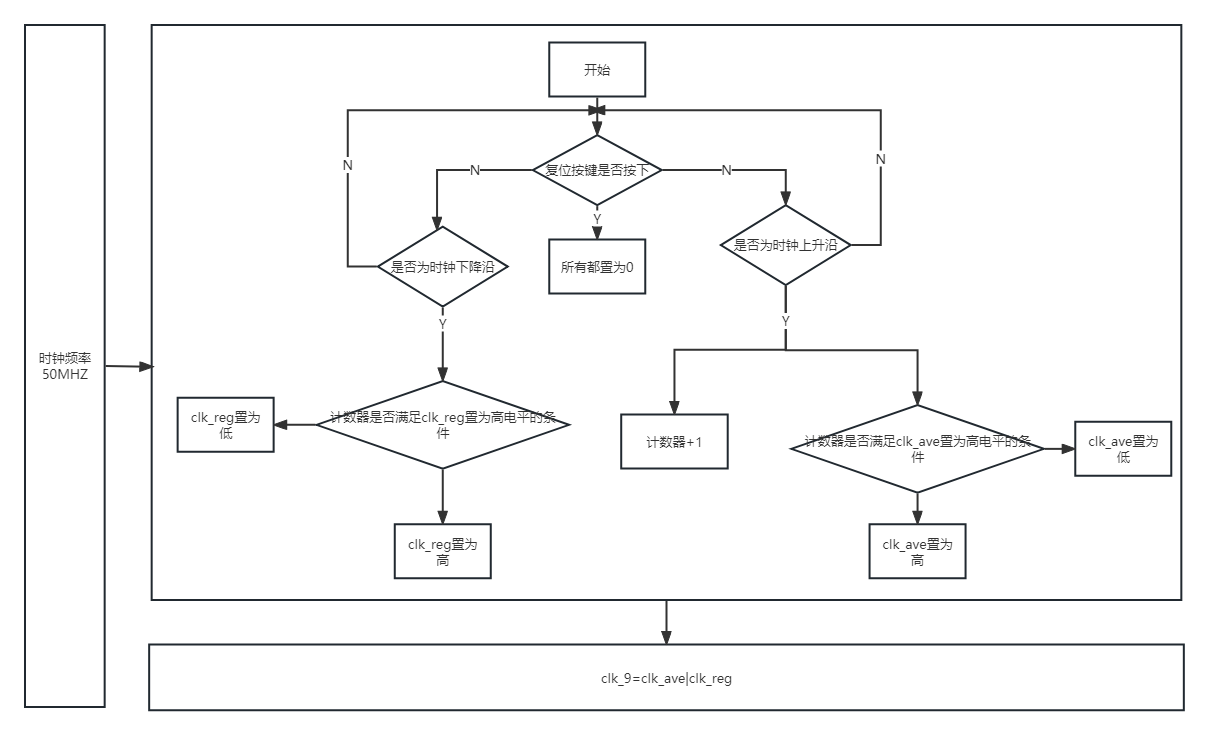 开始
N
N
N
N
复位按键是否按下
Y
是否为时钟上升沿
是否为时钟下降沿
所有都置为0
Y
Y
时钟频率
50MHZ
clk_reg置为
低
计数器是否满足clk_reg置为高电平的条
件
计数器+1
计数器是否满足clk_ave置为高电平的条
件
clk_ave置为
低
clk_reg置为
高
clk_ave置为
高
clk_9=clk_ave|clk_reg